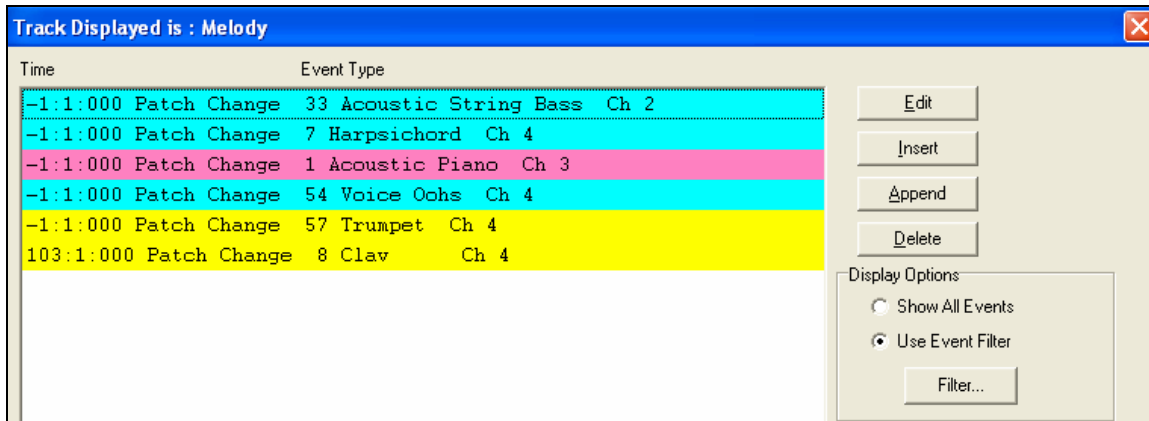 Track Displayed is : Melody
Time Event Type
-1:1:000 Patch Change 33 Acoustic String Bass Ch 2
-1:1:000 Patch Change 7 Harpsichord Ch 4
-1:1:000 Patch Change 1 Acoustic Piano Ch 3
-1:1:000 Patch Change 54 Voice Oohs Ch 4
-1:1:000 Patch Change 57 Trumpet Ch 4
103:1:000 Patch Change 8 Clav Ch 4
Edit
Insert
Append
Delete
Display Options
Show All Events
Use Event Filter
Filter...